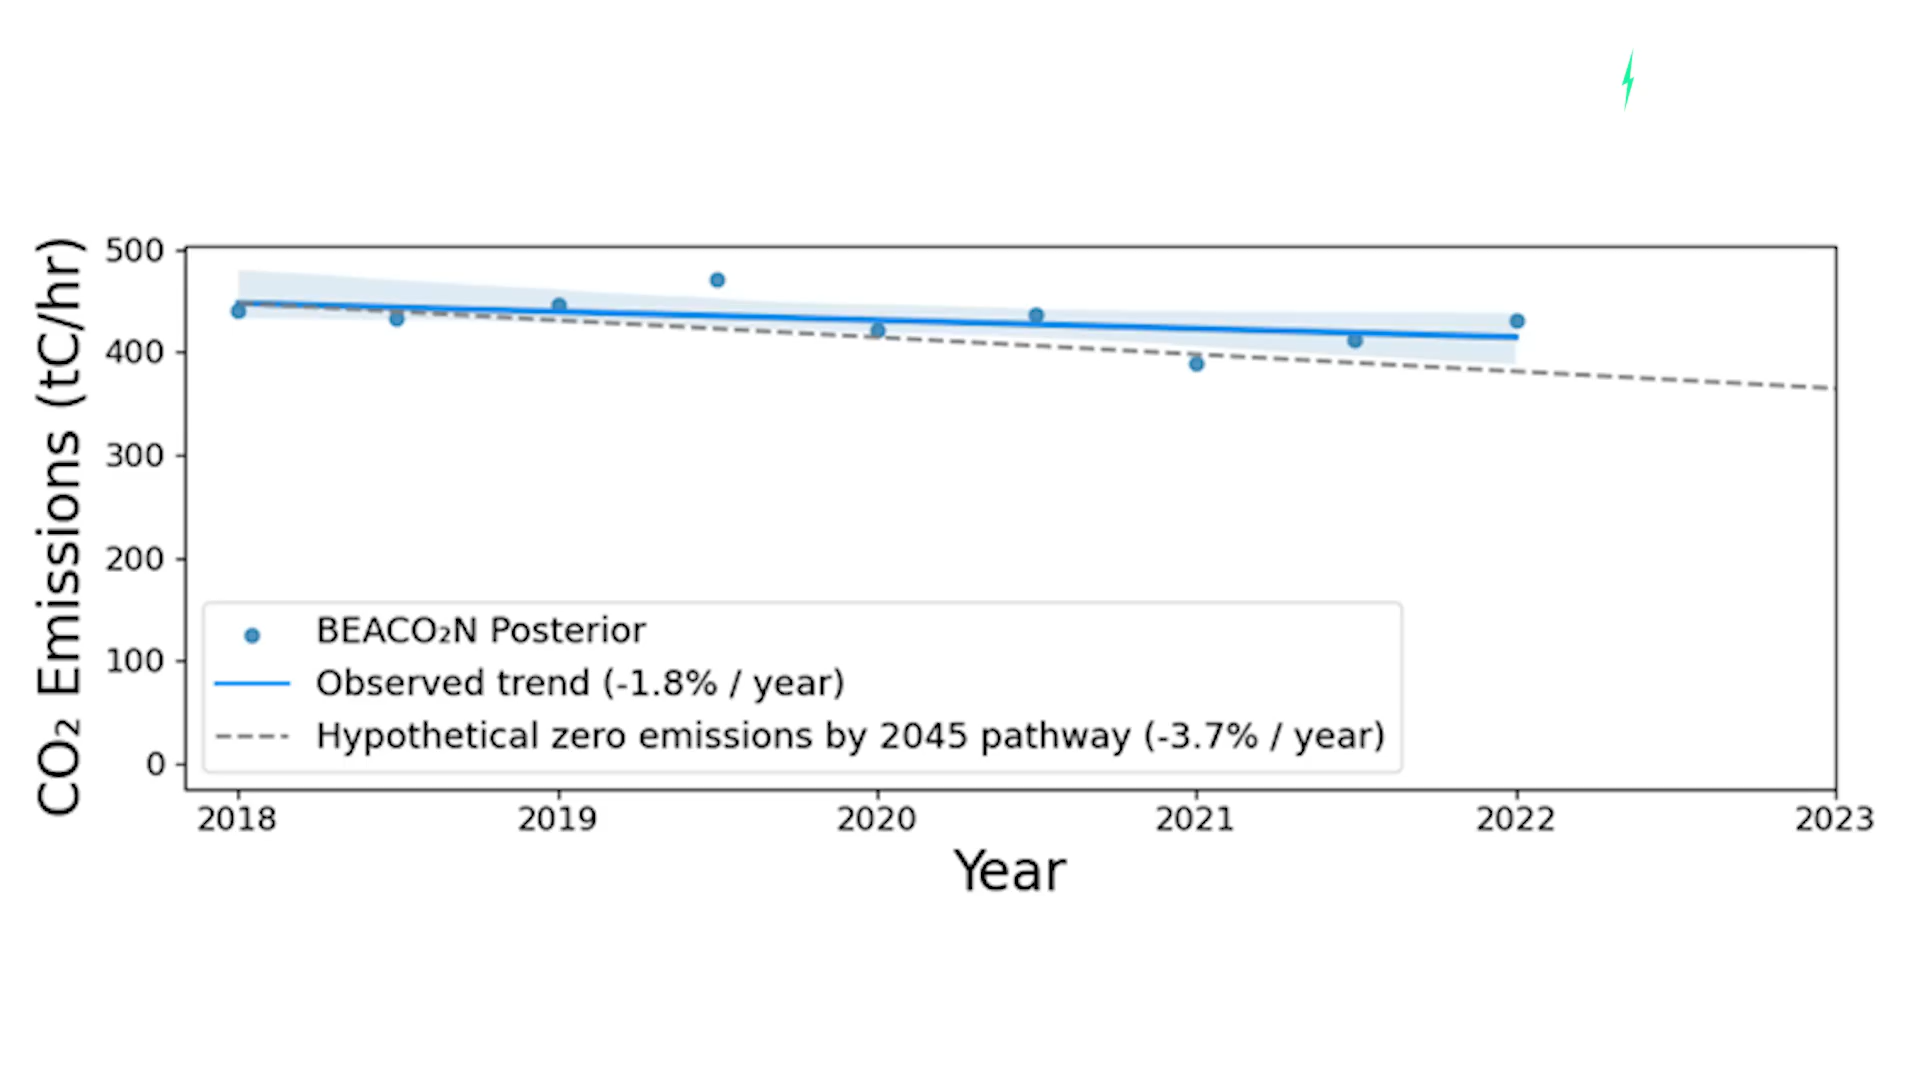 CO₂ Emissions (tC/hr)
500
400
300
200
100
0
BEACO₂N Posterior
Observed trend (-1.8% / year)
Hypothetical zero emissions by 2045 pathway (-3.7% / year)
2018 2019 2020 2021 2022 2023
Year